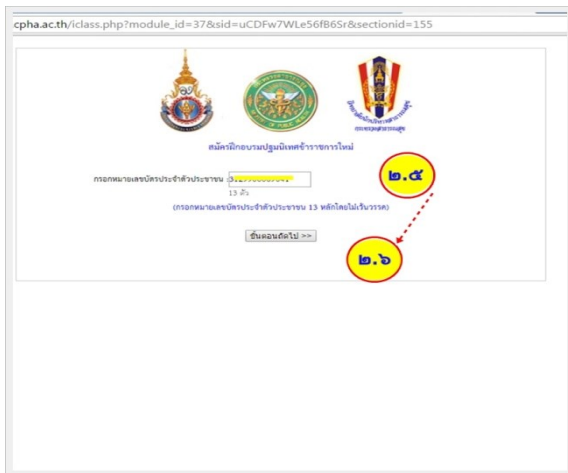 cpha.ac.th/iclass.php?module_id=37&sid=uCDFw7WLe56fB6Sr&sectionid=155
MINISTRY OF PUBLIC HEALTH
สมัครฝึกอบรมปฐมนิเทศข้าราชการใหม่
กรอกหมายเลขบัตรประจำตัวประชาชน :
๒.๕
13 ตัว
(กรอกหมายเลขบัตรประจำตัวประชาชน 13 หลักโดยไม่เว้นวรรค)
ขั้นตอนถัดไป >>
๒.๖